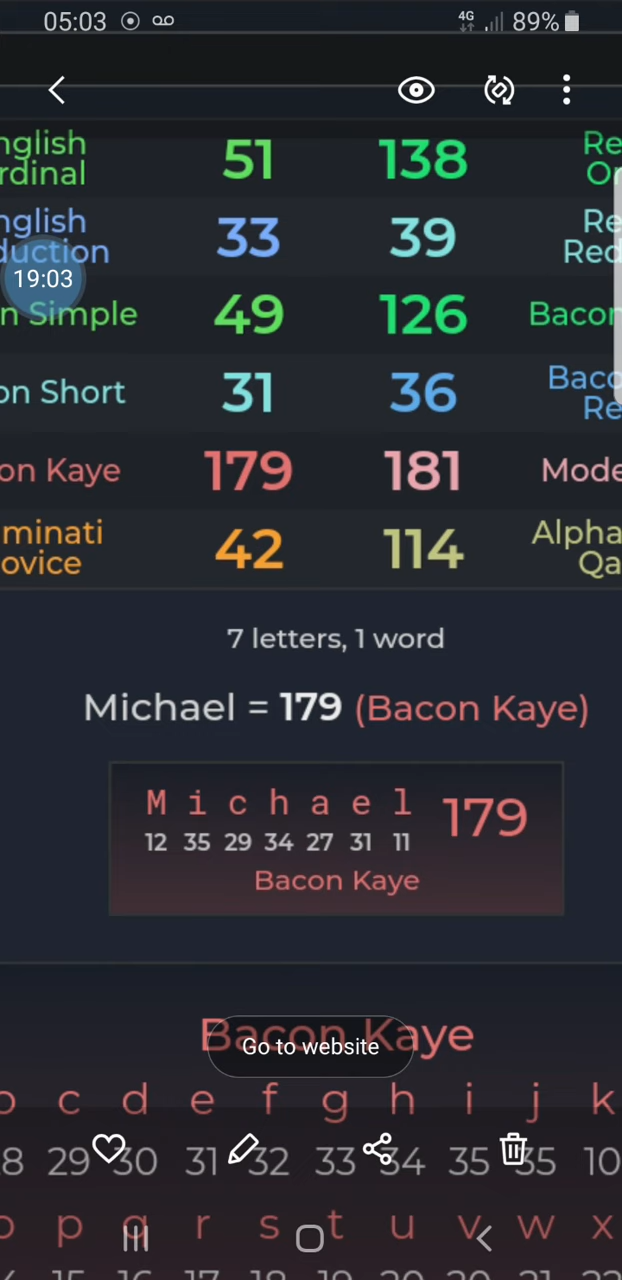 05:03 4G 89%
nglish rdinal 51 138 Re Or
nglish duction 33 39 Re Red
19:03
n Simple 49 126 Bacon
on Short 31 36 Baco Re
on Kaye 179 181 Mode
minati ovice 42 114 Alpha Qa
7 letters, 1 word
Michael = 179 (Bacon Kaye)
M i c h a e l 179
12 35 29 34 27 31 11
Bacon Kaye
Bacon Kaye
Go to website
c d e f g h i j k
8 29 30 31 32 33 34 35 35 10
p q r s t u v w x